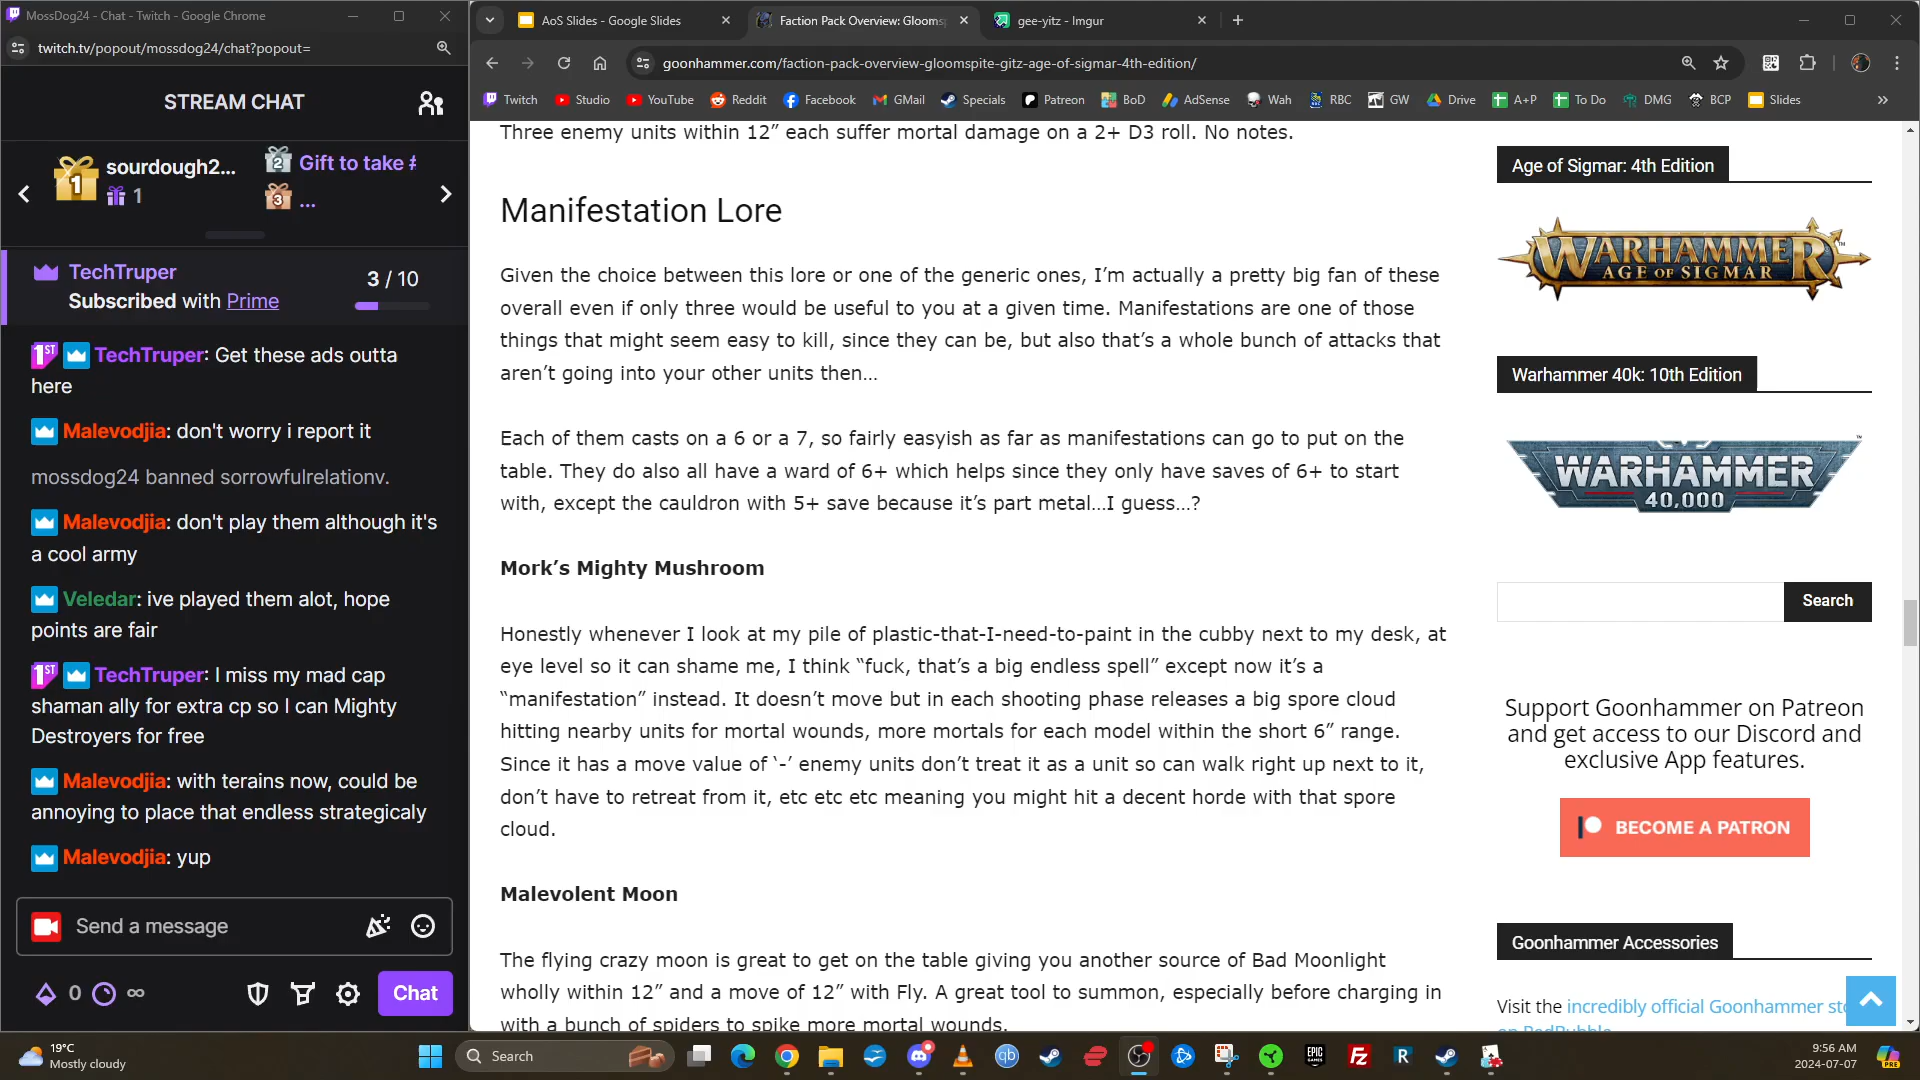 MossDog24 - Chat - Twitch - Google Chrome
twitch.tv/popout/mossdog24/chat?popout=
STREAM CHAT
1
sourdough2...
1
2
Gift to take
3
...
TechTruper
Subscribed with Prime
3 / 10
1ST TechTruper: Get these ads outta
here
Malevodjia: don't worry i report it
mossdog24 banned sorrowfulrelationv.
Malevodjia: don't play them although it's
a cool army
Veledar: ive played them alot, hope
points are fair
1ST TechTruper: I miss my mad cap
shaman ally for extra cp so I can Mighty
Destroyers for free
Malevodjia: with terains now, could be
annoying to place that endless strategicaly
Malevodjia: yup
Send a message
0
∞
Chat
AoS Slides - Google Slides
Faction Pack Overview: Glooms
gee-yitz - Imgur
goonhammer.com/faction-pack-overview-gloomspite-gitz-age-of-sigmar-4th-edition/
Twitch
Studio
YouTube
Reddit
Facebook
GMail
Specials
Patreon
BoD
AdSense
Wah
RBC
GW
Drive
A+P
To Do
DMG
BCP
Slides
Three enemy units within 12” each suffer mortal damage on a 2+ D3 roll. No notes.
Manifestation Lore
Given the choice between this lore or one of the generic ones, I’m actually a pretty big fan of these
overall even if only three would be useful to you at a given time. Manifestations are one of those
things that might seem easy to kill, since they can be, but also that’s a whole bunch of attacks that
aren’t going into your other units then…
Each of them casts on a 6 or a 7, so fairly easyish as far as manifestations can go to put on the
table. They do also all have a ward of 6+ which helps since they only have saves of 6+ to start
with, except the cauldron with 5+ save because it’s part metal…I guess…?
Mork’s Mighty Mushroom
Honestly whenever I look at my pile of plastic-that-I-need-to-paint in the cubby next to my desk, at
eye level so it can shame me, I think “fuck, that’s a big endless spell” except now it’s a
“manifestation” instead. It doesn’t move but in each shooting phase releases a big spore cloud
hitting nearby units for mortal wounds, more mortals for each model within the short 6” range.
Since it has a move value of ‘-’ enemy units don’t treat it as a unit so can walk right up next to it,
don’t have to retreat from it, etc etc etc meaning you might hit a decent horde with that spore
cloud.
Malevolent Moon
The flying crazy moon is great to get on the table giving you another source of Bad Moonlight
wholly within 12” and a move of 12” with Fly. A great tool to summon, especially before charging in
with a bunch of spiders to spike more mortal wounds.
Age of Sigmar: 4th Edition
WARHAMMER
AGE OF SIGMAR
Warhammer 40k: 10th Edition
WARHAMMER
40,000
Search
Support Goonhammer on Patreon
and get access to our Discord and
exclusive App features.
BECOME A PATRON
Goonhammer Accessories
Visit the incredibly official Goonhammer sto
on RedBubble
19°C
Mostly cloudy
Search
qb
EPIC GAMES
FZ
R
9:56 AM
2024-07-07
PRE